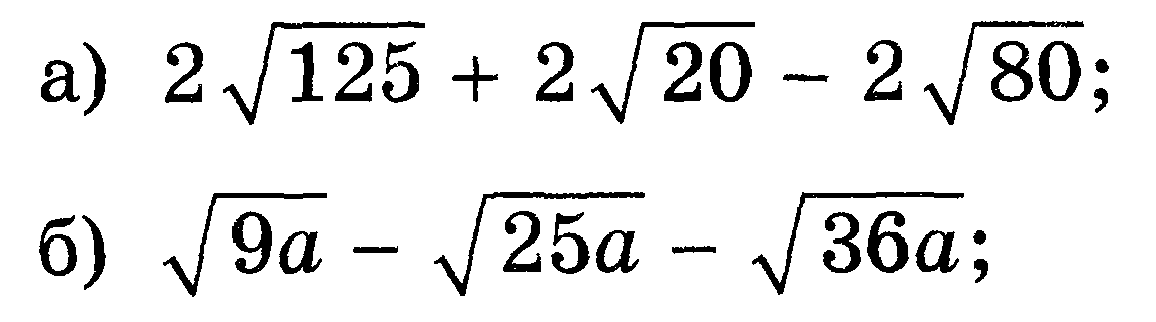 а) 2√125 + 2√20 − 2√80;
б) √9a − √25a − √36a;